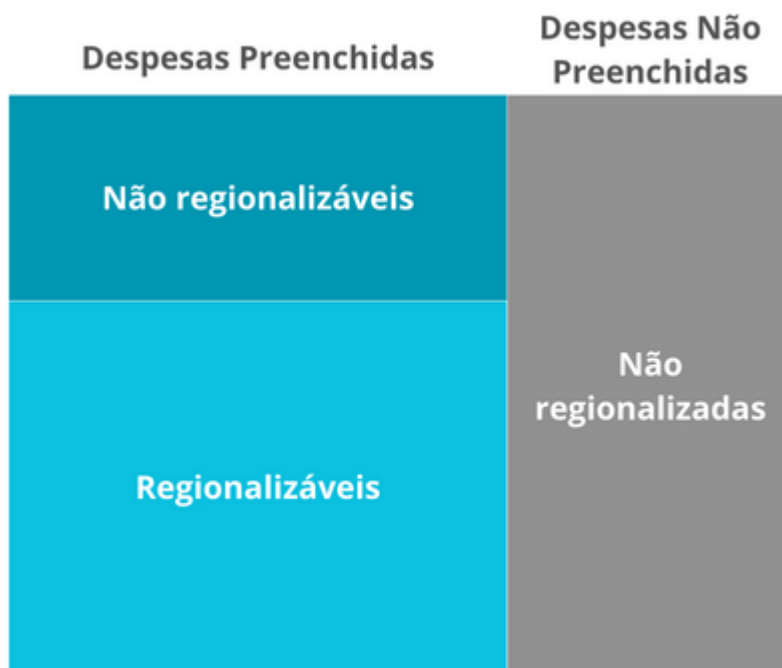 Despesas Preenchidas
Despesas Não
Preenchidas
Não regionalizáveis
Não
regionalizadas
Regionalizáveis